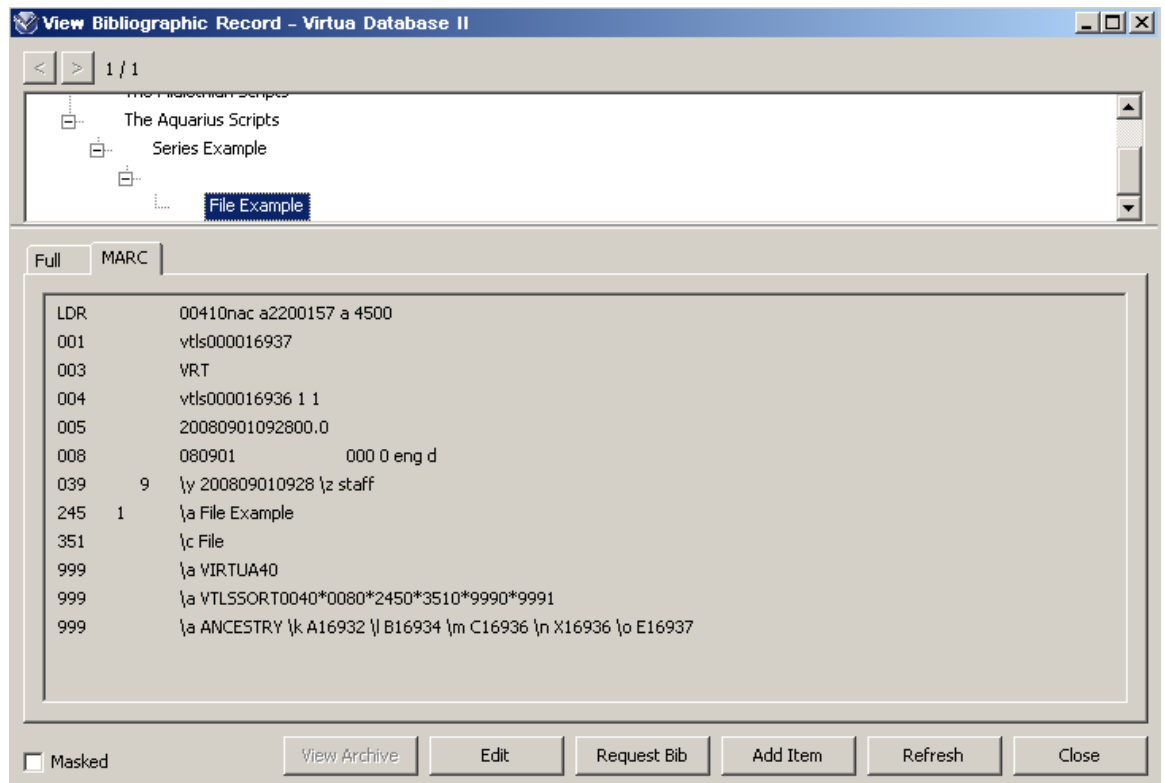 View Bibliographic Record - Virtua Database II
< > 1 / 1
The Aquarius Scripts
Series Example
File Example
Full MARC
LDR 00410nac a2200157 a 4500
001 vtls000016937
003 VRT
004 vtls000016936 1 1
005 20080901092800.0
008 080901 000 0 eng d
039 9 \y 200809010928 \z staff
245 1 \a File Example
351 \c File
999 \a VIRTUA40
999 \a VTLSSORT0040*0080*2450*3510*9990*9991
999 \a ANCESTRY \k A16932 \l B16934 \m C16936 \n X16936 \o E16937
Masked View Archive Edit Request Bib Add Item Refresh Close